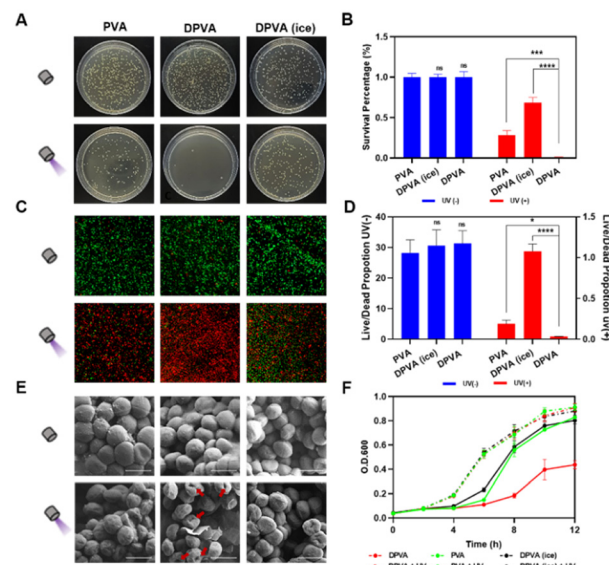 A
PVA DPVA DPVA (ice)
B
Survival Percentage (%)
1.5
1.0
0.5
0.0
ns ns
***
****
PVA DPVA (ice) DPVA PVA DPVA (ice) DPVA
UV (-) UV (+)
C
D
Live/Dead Propotion UV(-)
40
30
20
10
0
ns ns
*
****
1.5
1.0
0.5
0.0
Live/Dead Propotion UV(+)
PVA DPVA (ice) DPVA PVA DPVA (ice) DPVA
UV(-) UV(+)
E
F
O.D.600
1.0
0.8
0.6
0.4
0.2
0.0
0 4 8 12
Time (h)
DPVA PVA DPVA (ice)